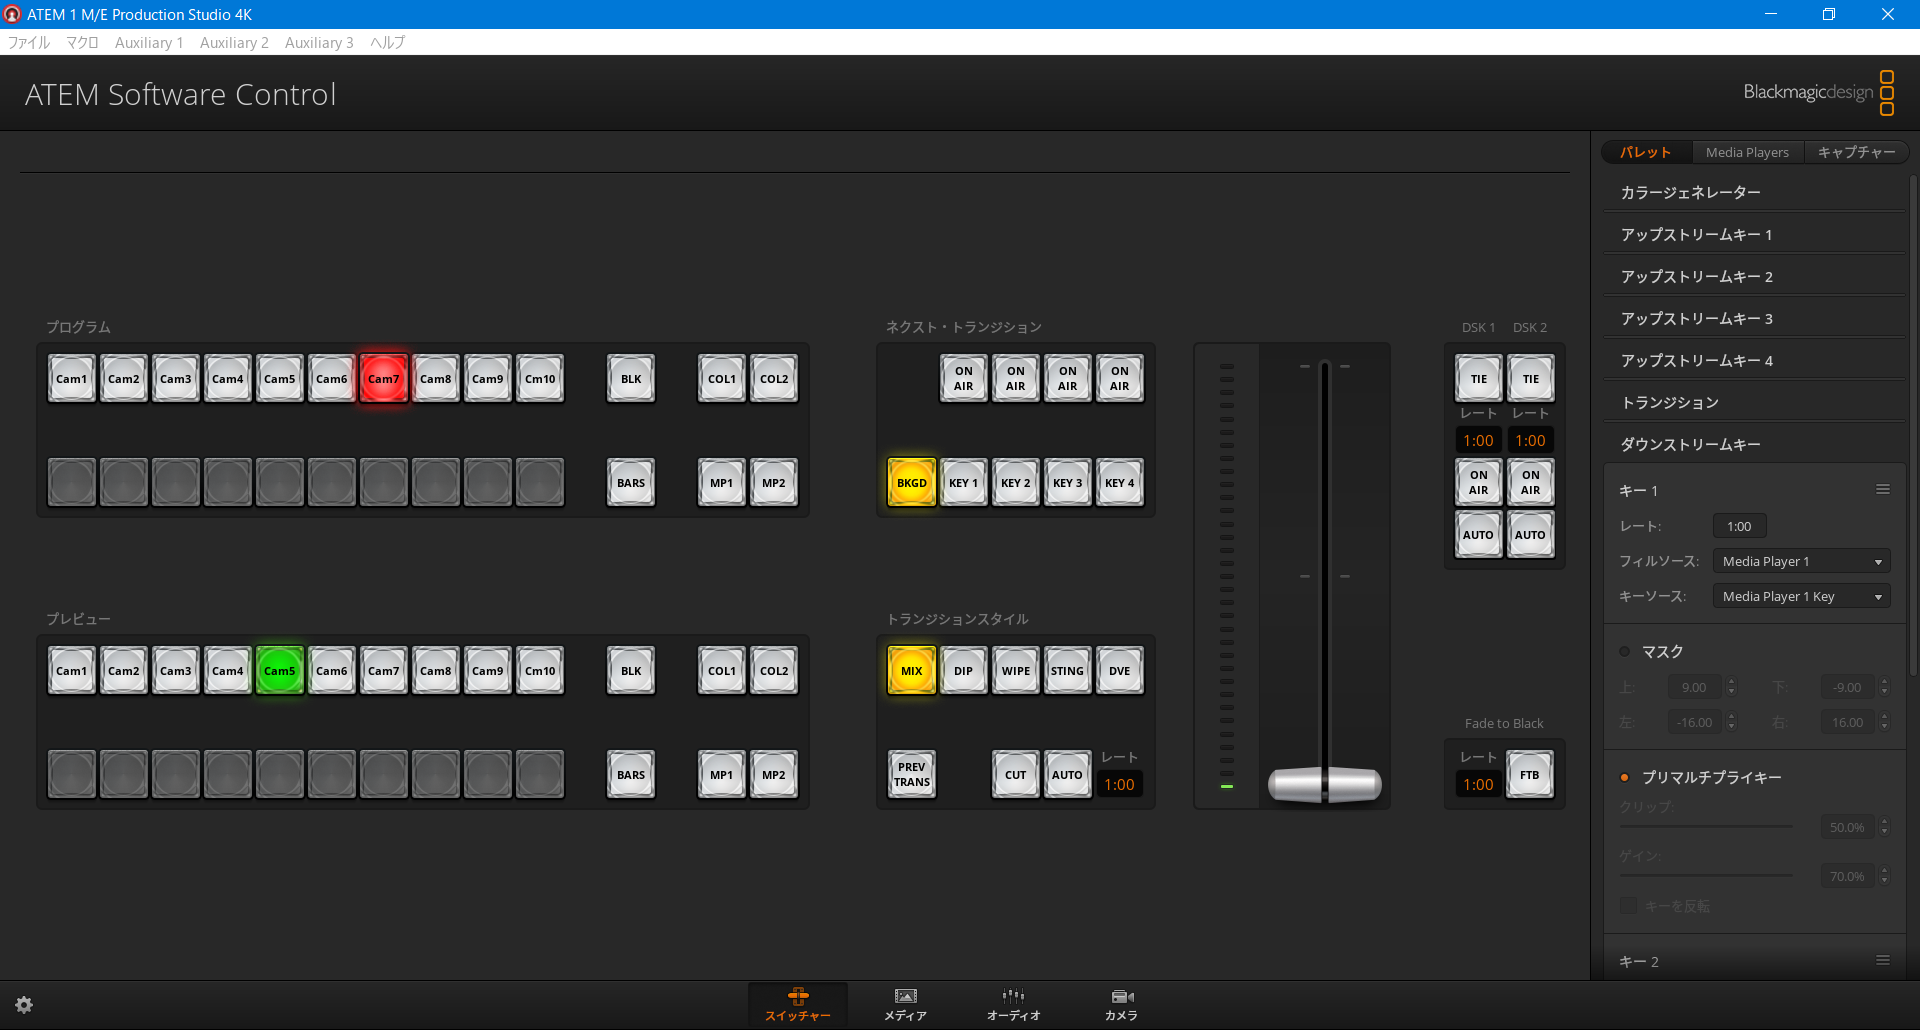 ATEM 1 M/E Production Studio 4K
ファイル マクロ Auxiliary 1 Auxiliary 2 Auxiliary 3 ヘルプ
ATEM Software Control
Blackmagicdesign
パレット Media Players キャプチャー
カラージェネレーター
アップストリームキー 1
アップストリームキー 2
アップストリームキー 3
アップストリームキー 4
トランジション
ダウンストリームキー
キー 1
レート: 1:00
フィルソース: Media Player 1
キーソース: Media Player 1 Key
マスク
上: 9.00 下: -9.00
左: -16.00 右: 16.00
プリマルチプライキー
クリップ:
50.0%
ゲイン:
70.0%
キーを反転
キー 2
プログラム
Cam1 Cam2 Cam3 Cam4 Cam5 Cam6 Cam7 Cam8 Cam9 Cm10 BLK COL1 COL2
BARS MP1 MP2
ネクスト・トランジション
ON AIR ON AIR ON AIR ON AIR
BKGD KEY 1 KEY 2 KEY 3 KEY 4
DSK 1 DSK 2
TIE TIE
レート レート
1:00 1:00
ON AIR ON AIR
AUTO AUTO
プレビュー
Cam1 Cam2 Cam3 Cam4 Cam5 Cam6 Cam7 Cam8 Cam9 Cm10 BLK COL1 COL2
BARS MP1 MP2
トランジションスタイル
MIX DIP WIPE STING DVE
PREV TRANS CUT AUTO レート 1:00
Fade to Black
レート 1:00 FTB
スイッチャー メディア オーディオ カメラ